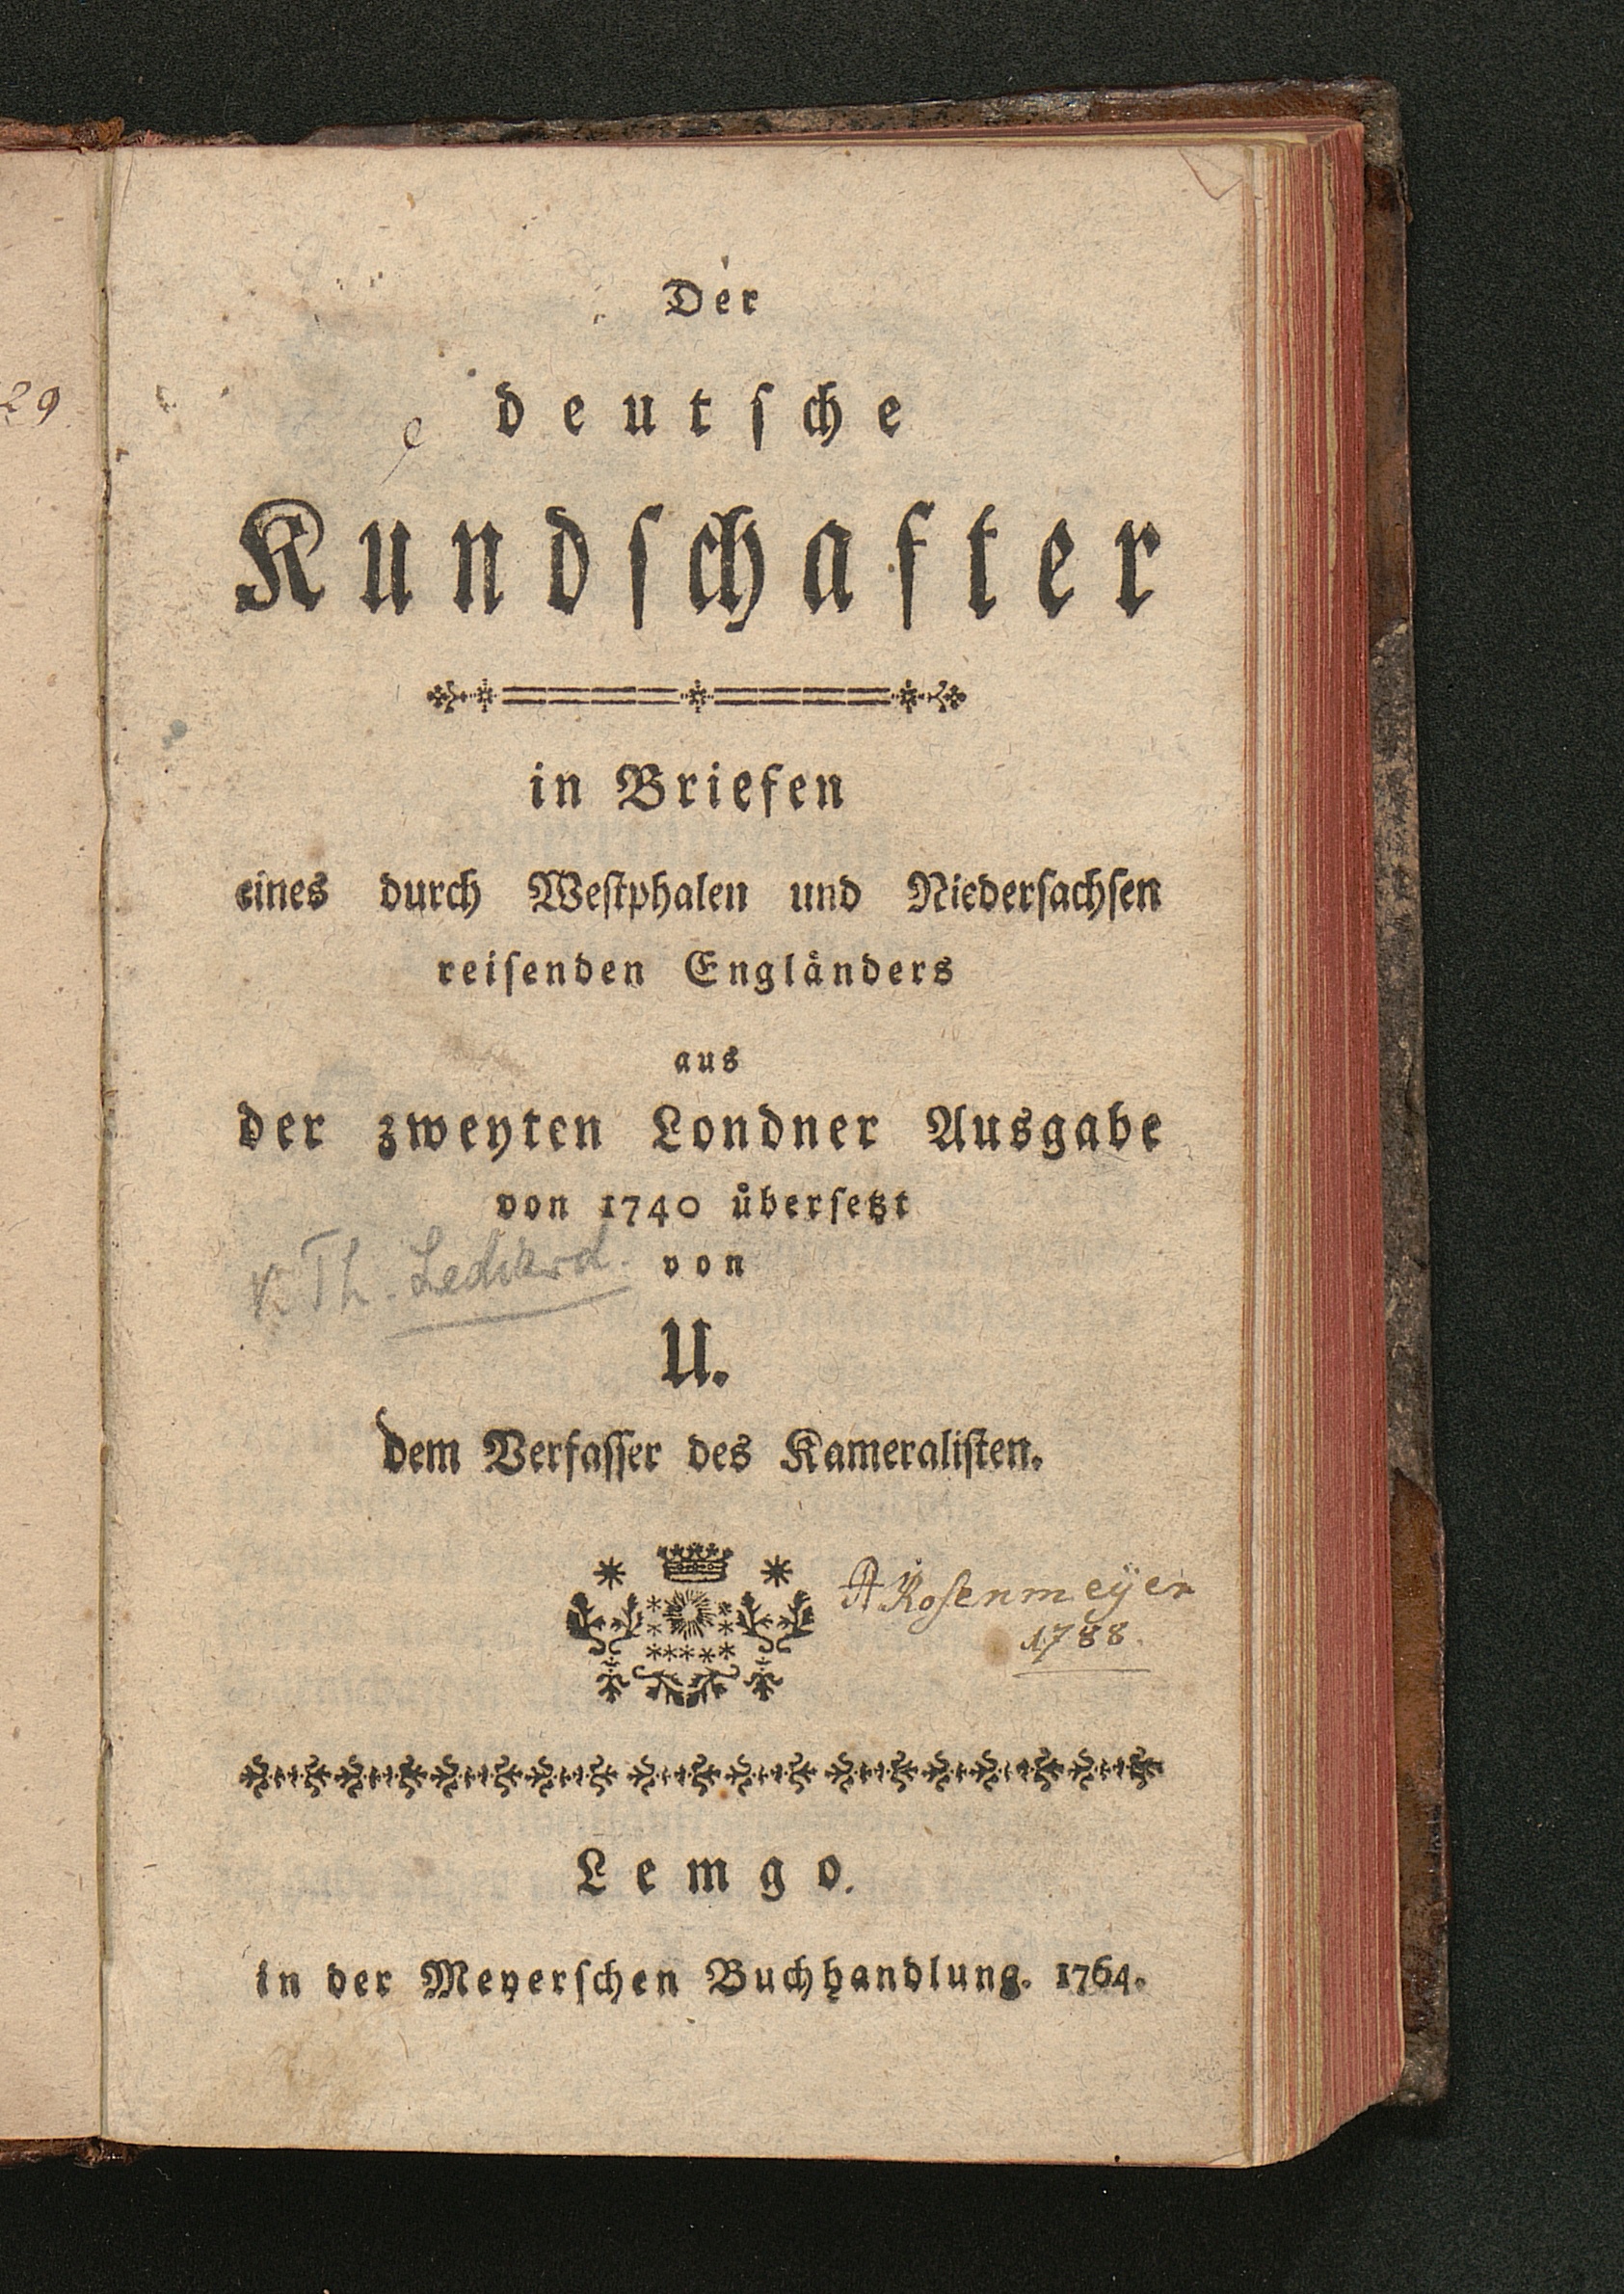 29.
Der
deutsche
Kundschafter
in Briefen
eines durch Westphalen und Niedersachsen
reisenden Engländers
aus
der zweyten Londner Ausgabe
von 1740 übersetzt
v. Th. Lediard.
von
U.
dem Verfasser des Kameralisten.
A Rosenmeÿer
1788.
Lemgo.
in der Meyerschen Buchhandlung. 1764.